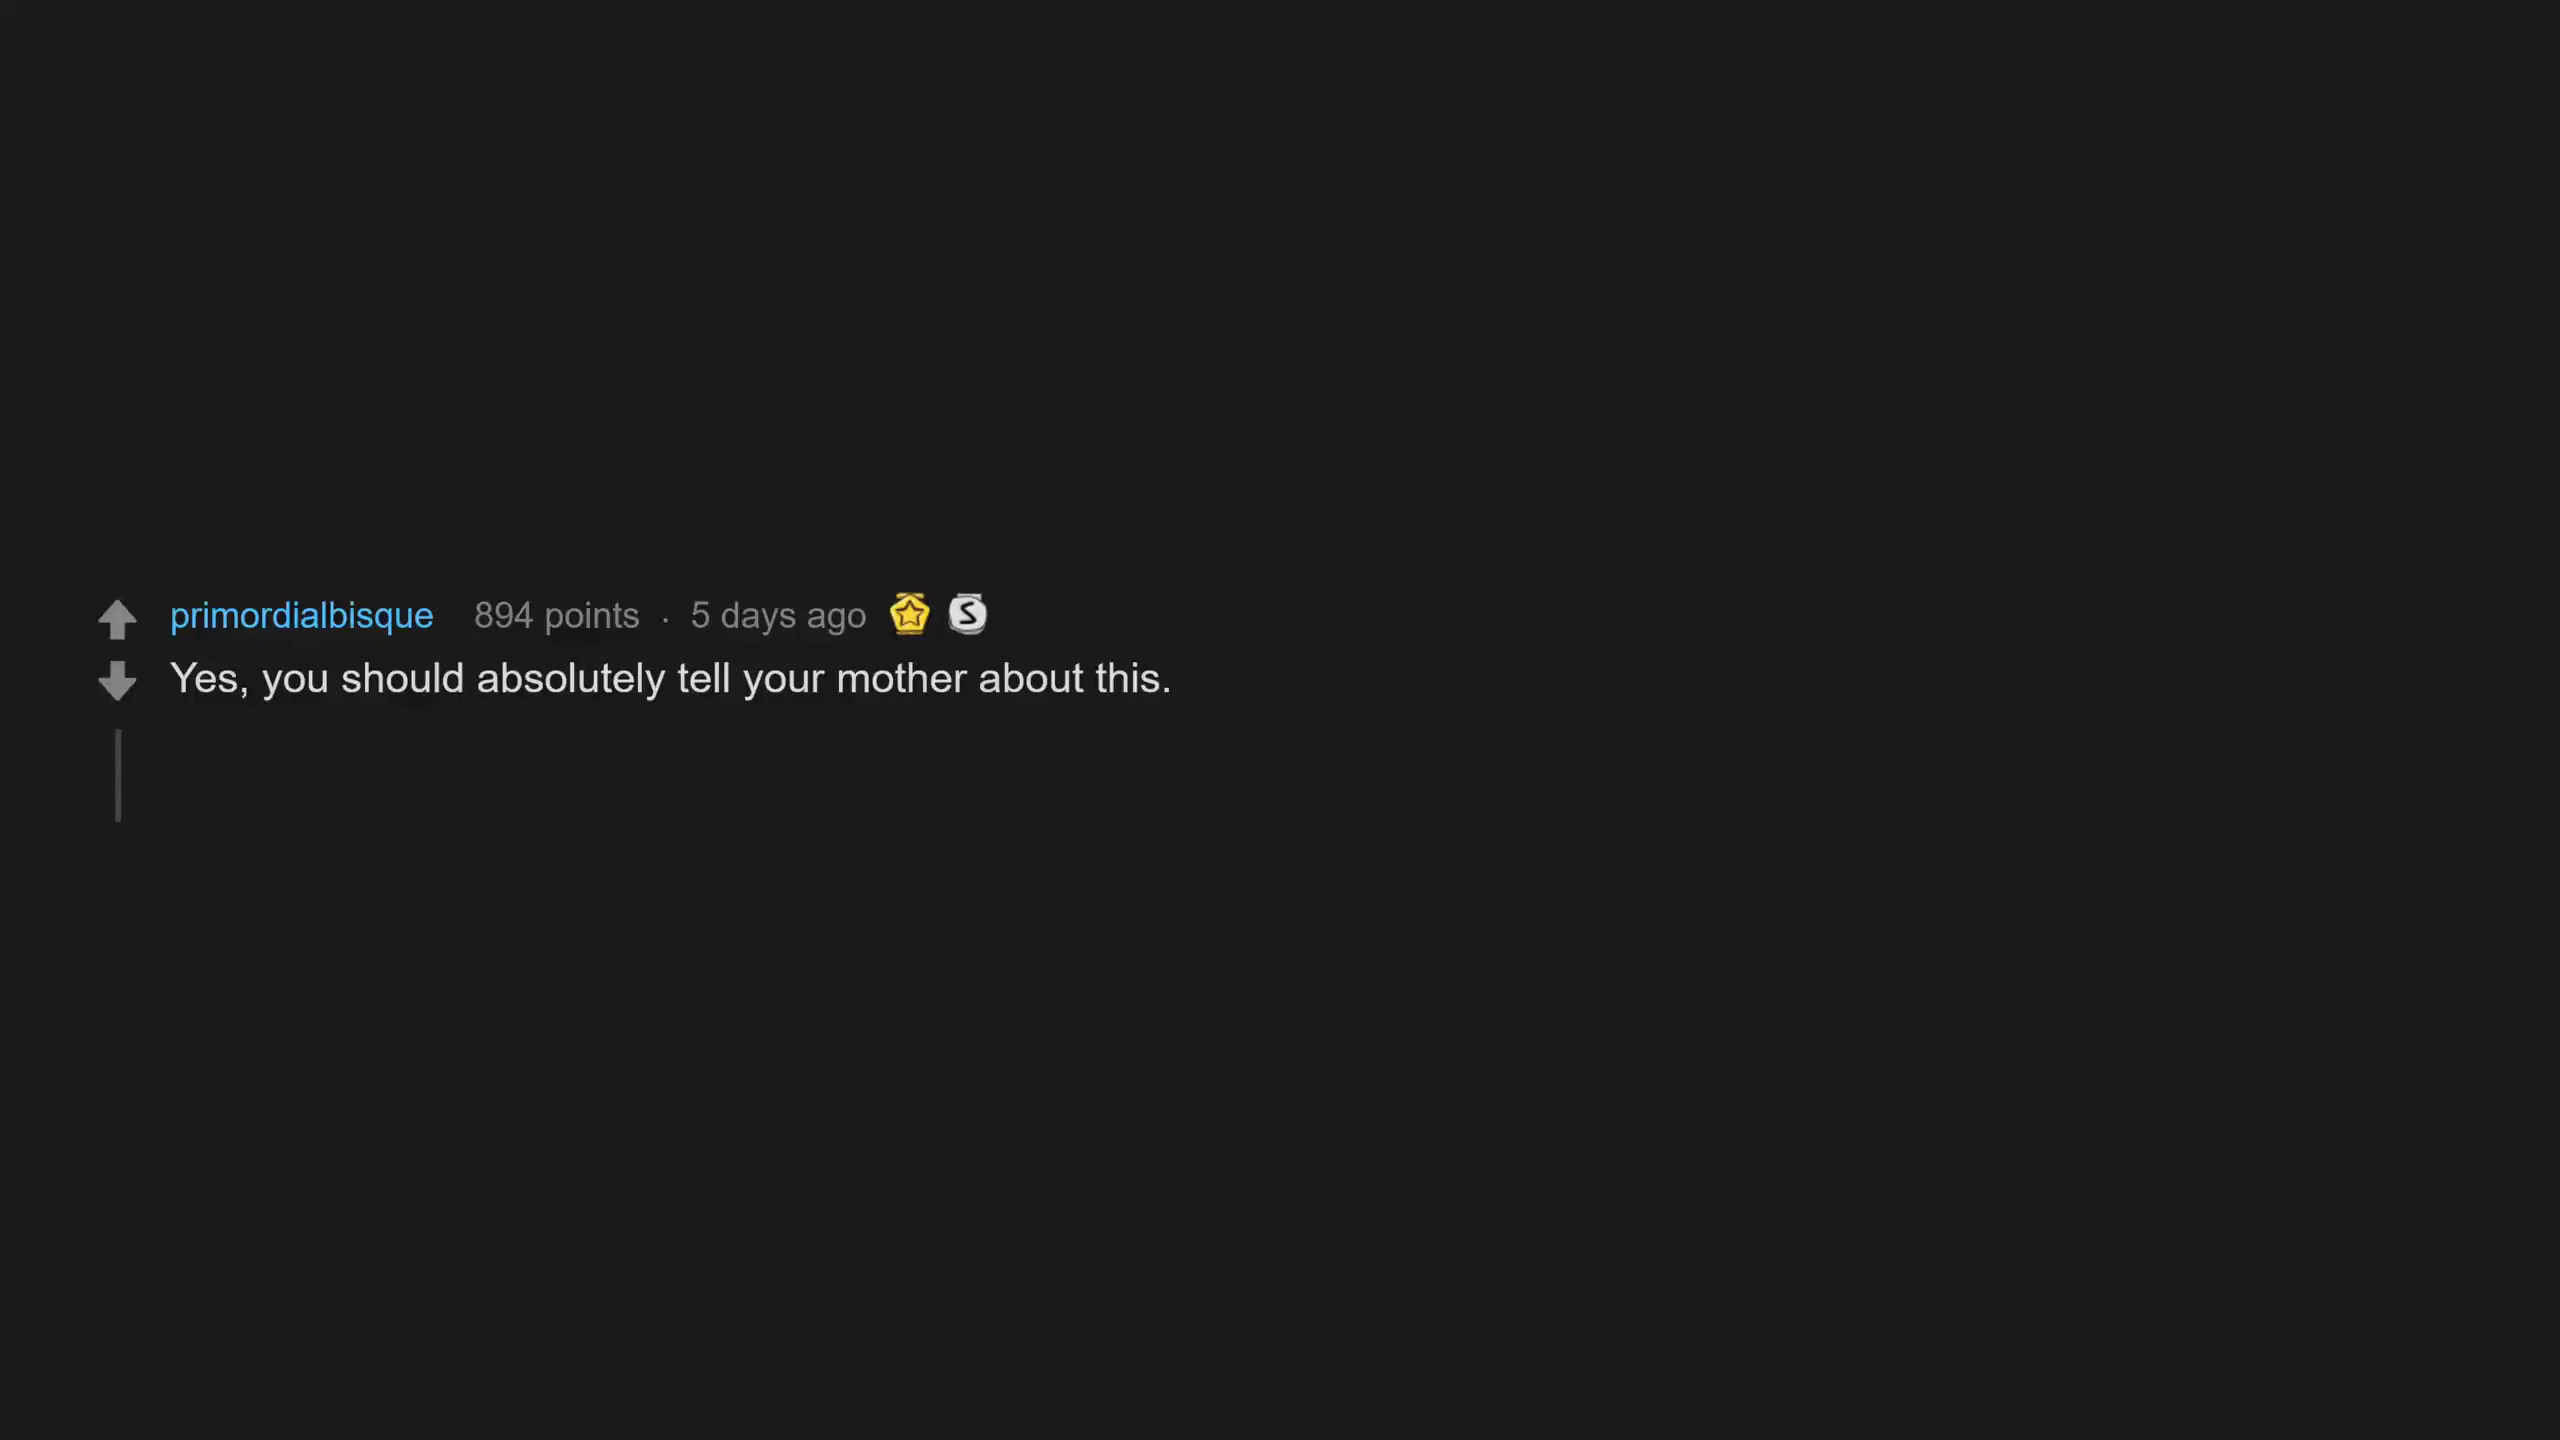 primordialbisque 894 points · 5 days ago S
Yes, you should absolutely tell your mother about this.